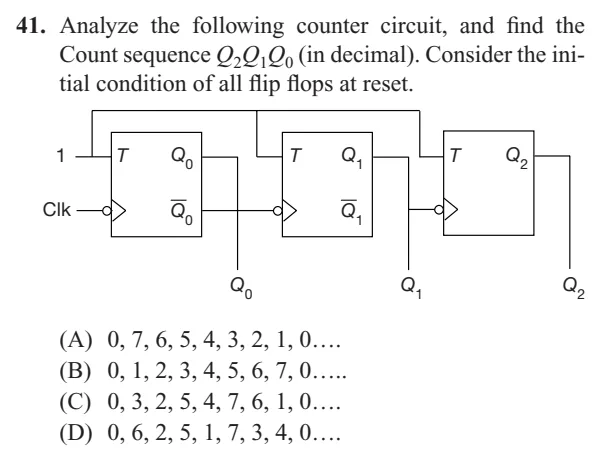 41. Analyze the following counter circuit, and find the
Count sequence Q₂Q₁Q₀ (in decimal). Consider the ini-
tial condition of all flip flops at reset.
1 T Q₀ T Q₁ T Q₂
Clk Q̅₀ Q̅₁
Q₀ Q₁ Q₂
(A) 0, 7, 6, 5, 4, 3, 2, 1, 0....
(B) 0, 1, 2, 3, 4, 5, 6, 7, 0.....
(C) 0, 3, 2, 5, 4, 7, 6, 1, 0....
(D) 0, 6, 2, 5, 1, 7, 3, 4, 0....